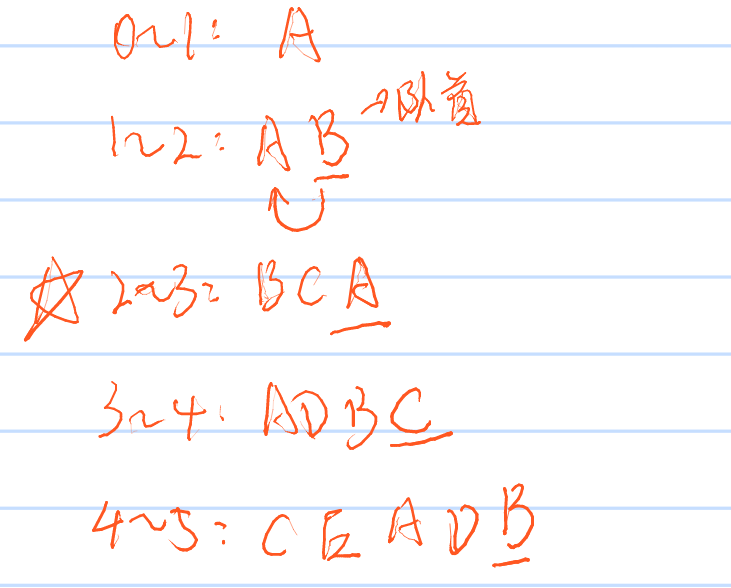 0~1: A
1~2: A B →队首
2~3: B C A
3~4: A D B C
4~5: C E A D B